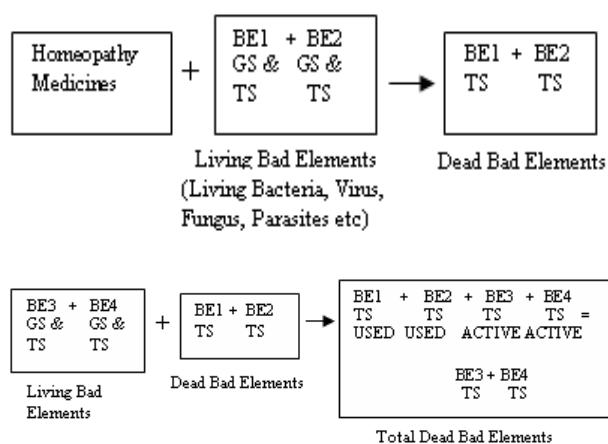 Homeopathy
Medicines
+
BE1 + BE2
GS & GS &
TS TS
BE1 + BE2
TS TS
Living Bad Elements
(Living Bacteria, Virus,
Fungus, Parasites etc)
Dead Bad Elements
BE3 + BE4
GS & GS &
TS TS
+
BE1 + BE2
TS TS
BE1 + BE2 + BE3 + BE4
TS TS TS TS =
USED USED ACTIVE ACTIVE
BE3 + BE4
TS TS
Living Bad
Elements
Dead Bad Elements
Total Dead Bad Elements